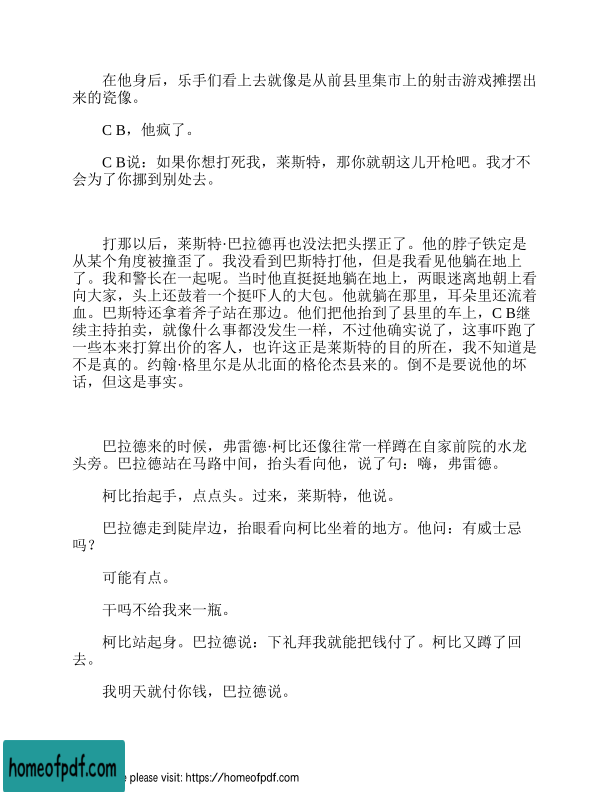 在他身后，乐手们看上去就像是从前县里集市上的射击游戏摊摆出
来的瓷像。
C B，他疯了。
C B说：如果你想打死我，莱斯特，那你就朝这儿开枪吧。我才不
会为了你挪到别处去。
打那以后，莱斯特·巴拉德再也没法把头摆正了。他的脖子铁定是
从某个角度被撞歪了。我没看到巴斯特打他，但是我看见他躺在地上
了。我和警长在一起呢。当时他直挺挺地躺在地上，两眼迷离地朝上看
向大家，头上还鼓着一个挺吓人的大包。他就躺在那里，耳朵里还流着
血。巴斯特还拿着斧子站在那边。他们把他抬到了县里的车上，C B继
续主持拍卖，就像什么事都没发生一样，不过他确实说了，这事吓跑了
一些本来打算出价的客人，也许这正是莱斯特的目的所在，我不知道是
不是真的。约翰·格里尔是从北面的格伦杰县来的。倒不是要说他的坏
话，但这是事实。
巴拉德来的时候，弗雷德·柯比还像往常一样蹲在自家前院的水龙
头旁。巴拉德站在马路中间，抬头看向他，说了句：嗨，弗雷德。
柯比抬起手，点点头。过来，莱斯特，他说。
巴拉德走到陡岸边，抬眼看向柯比坐着的地方。他问：有威士忌
吗？
可能有点。
干吗不给我来一瓶。
柯比站起身。巴拉德说：下礼拜我就能把钱付了。柯比又蹲了回
去。
我明天就付你钱，巴拉德说。
homeofpdf.com
e please visit: https://homeofpdf.com